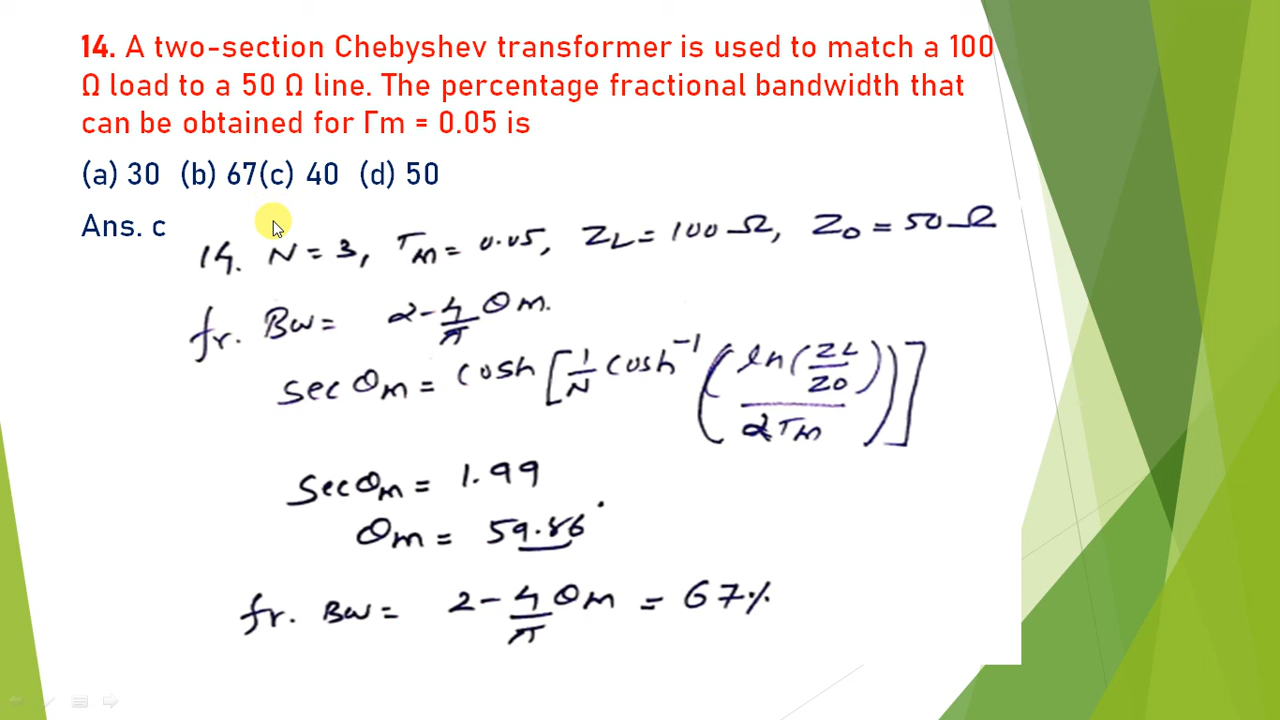 14. A two-section Chebyshev transformer is used to match a 100
Ω load to a 50 Ω line. The percentage fractional bandwidth that
can be obtained for Γm = 0.05 is
(a) 30 (b) 67(c) 40 (d) 50
Ans. c
14. N = 3, Γm = 0.05, ZL = 100 Ω, Z0 = 50 Ω
fr. BW = 2 - 4/π θm.
sec θm = cosh [ 1/N cosh⁻¹ ( ln(ZL/Z0) / 2Γm ) ]
sec θm = 1.99
θm = 59.86°
fr. BW = 2 - 4/π θm = 67%